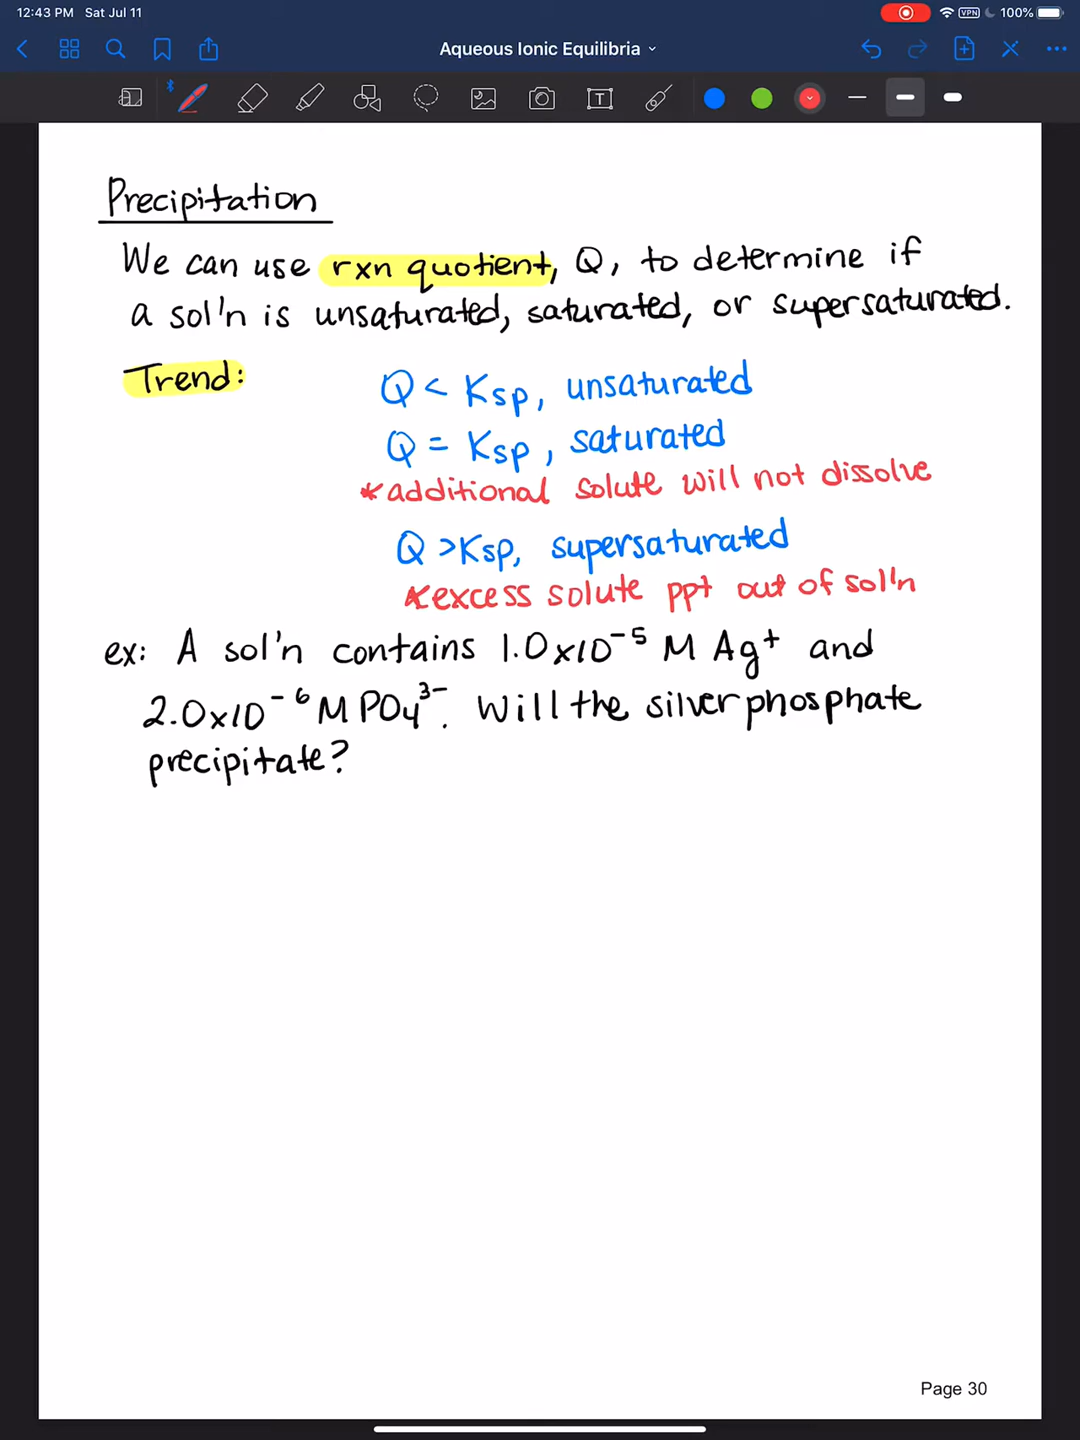 12:43 PM Sat Jul 11
VPN 100%
Aqueous Ionic Equilibria
T
Precipitation
We can use rxn quotient, Q, to determine if
a sol'n is unsaturated, saturated, or supersaturated.
Trend:
Q < Ksp, unsaturated
Q = Ksp, saturated
*additional solute will not dissolve
Q >Ksp, supersaturated
*excess solute ppt out of sol'n
ex: A sol'n contains 1.0x10⁻⁵ M Ag⁺ and
2.0x10⁻⁶ M PO₄³⁻. Will the silver phosphate
precipitate?
Page 30